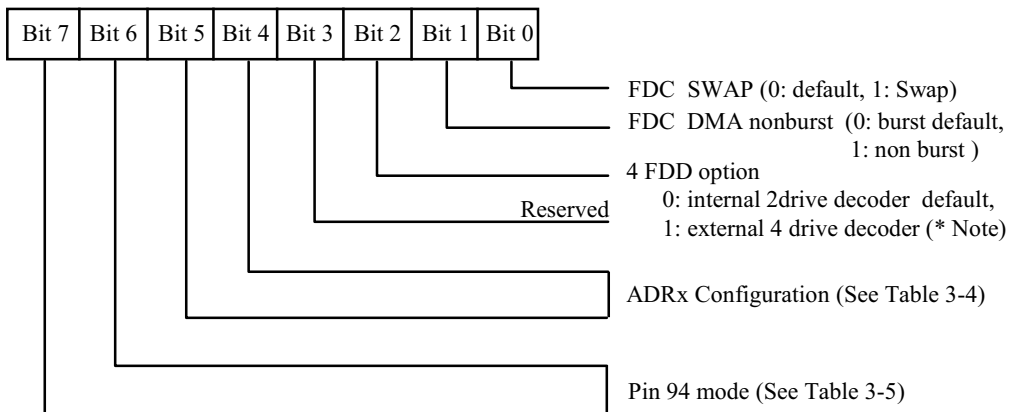 Bit 7 Bit 6 Bit 5 Bit 4 Bit 3 Bit 2 Bit 1 Bit 0
FDC SWAP (0: default, 1: Swap)
FDC DMA nonburst (0: burst default,
1: non burst )
4 FDD option
0: internal 2drive decoder default,
Reserved
1: external 4 drive decoder (* Note)
ADRx Configuration (See Table 3-4)
Pin 94 mode (See Table 3-5)